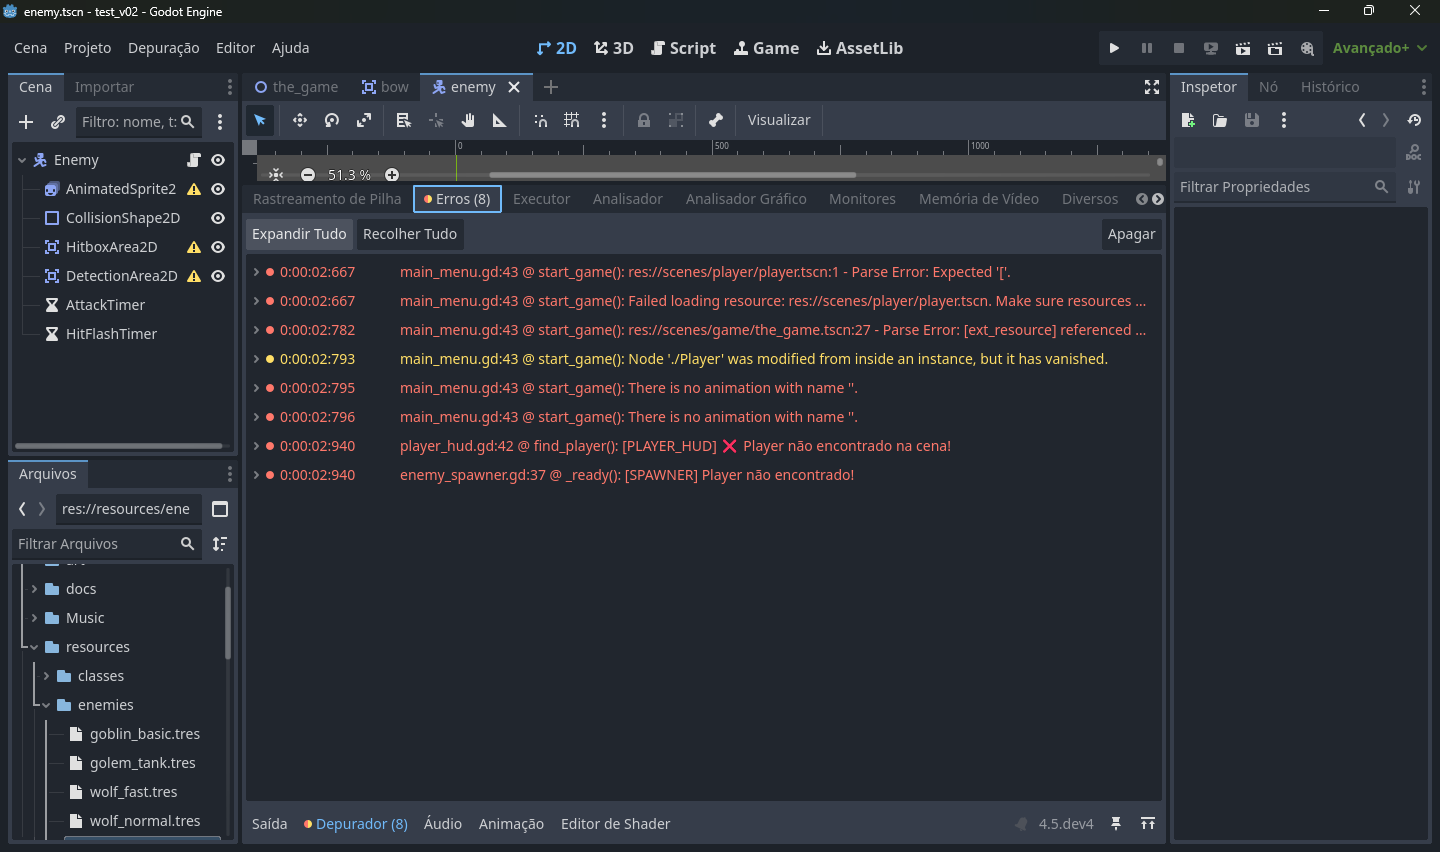 enemy.tscn - test_v02 - Godot Engine
Cena Projeto Depuração Editor Ajuda
2D 3D Script Game AssetLib
Avançado+
Cena Importar
Filtro: nome, t:
Enemy
AnimatedSprite2
CollisionShape2D
HitboxArea2D
DetectionArea2D
AttackTimer
HitFlashTimer
Arquivos
res://resources/ene
Filtrar Arquivos
docs
Music
resources
classes
enemies
goblin_basic.tres
golem_tank.tres
wolf_fast.tres
wolf_normal.tres
the_game bow enemy
Visualizar
0 500 1000
51.3 %
Rastreamento de Pilha Erros (8) Executor Analisador Analisador Gráfico Monitores Memória de Vídeo Diversos
Expandir Tudo Recolher Tudo Apagar
0:00:02:667 main_menu.gd:43 @ start_game(): res://scenes/player/player.tscn:1 - Parse Error: Expected '['.
0:00:02:667 main_menu.gd:43 @ start_game(): Failed loading resource: res://scenes/player/player.tscn. Make sure resources ...
0:00:02:782 main_menu.gd:43 @ start_game(): res://scenes/game/the_game.tscn:27 - Parse Error: [ext_resource] referenced ...
0:00:02:793 main_menu.gd:43 @ start_game(): Node './Player' was modified from inside an instance, but it has vanished.
0:00:02:795 main_menu.gd:43 @ start_game(): There is no animation with name ''.
0:00:02:796 main_menu.gd:43 @ start_game(): There is no animation with name ''.
0:00:02:940 player_hud.gd:42 @ find_player(): [PLAYER_HUD] ❌ Player não encontrado na cena!
0:00:02:940 enemy_spawner.gd:37 @ _ready(): [SPAWNER] Player não encontrado!
Saída Depurador (8) Áudio Animação Editor de Shader 4.5.dev4
Inspetor Nó Histórico
DOC
Filtrar Propriedades